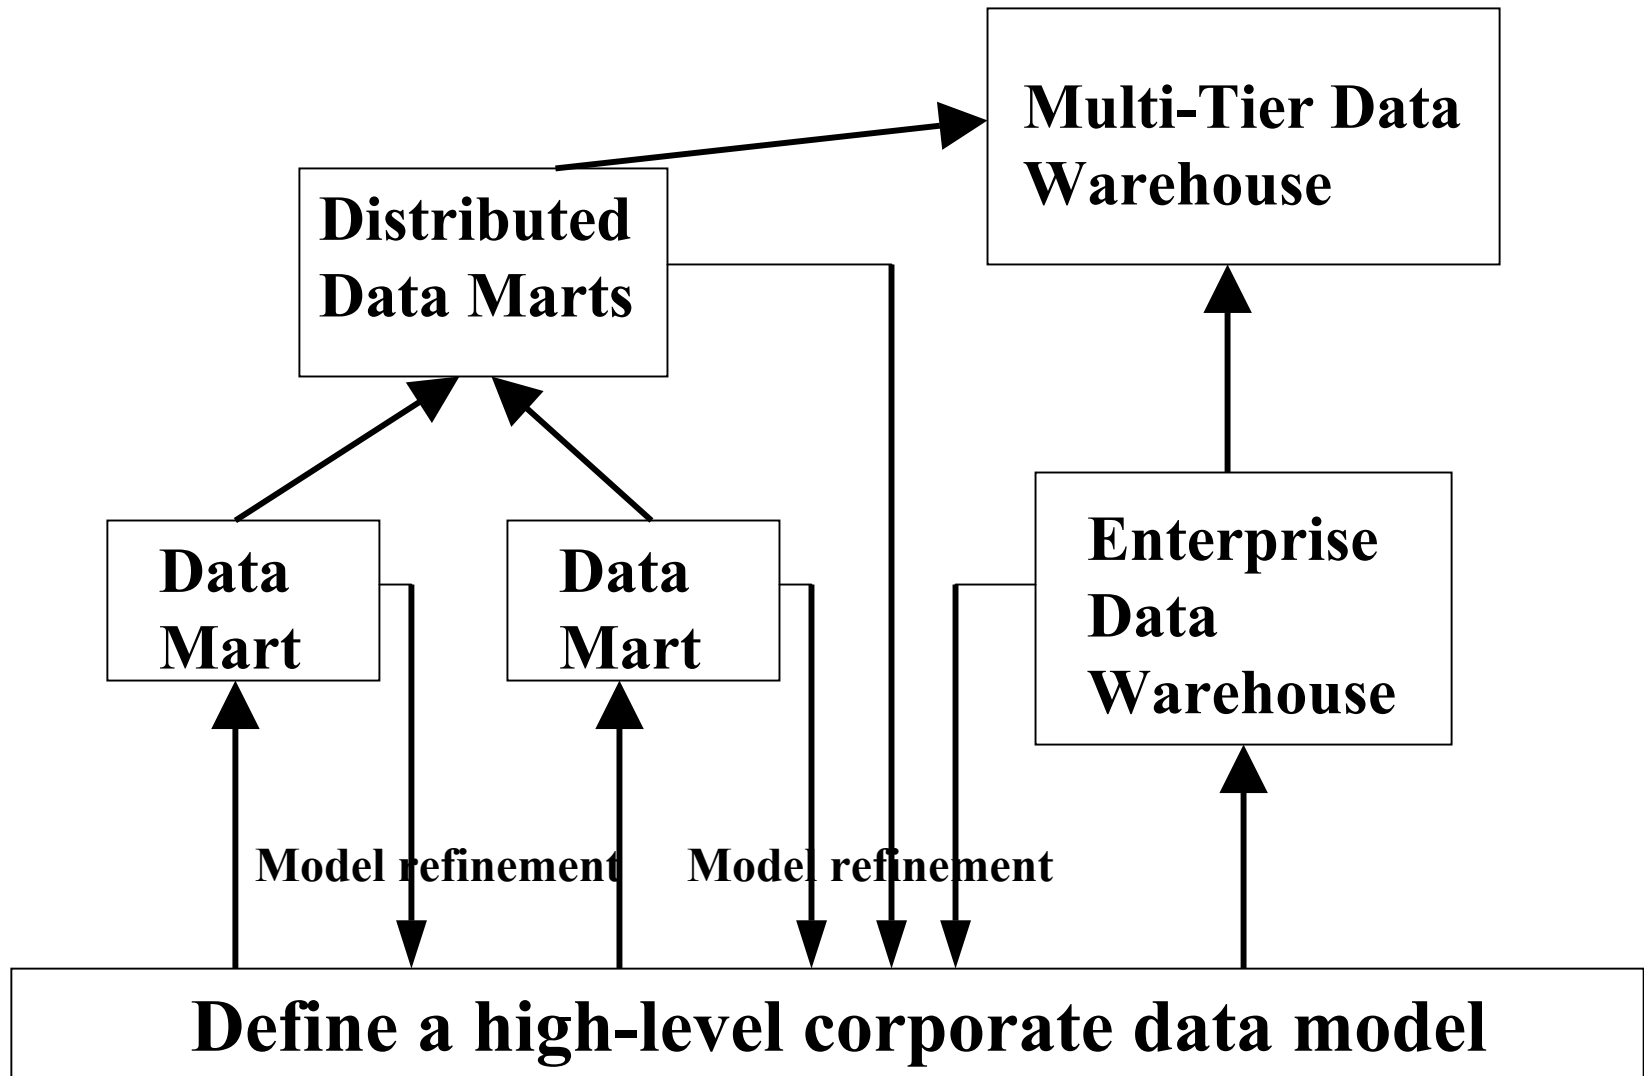 Multi-Tier Data
Warehouse
Distributed
Data Marts
Data
Mart
Data
Mart
Enterprise
Data
Warehouse
Model refinement
Model refinement
Define a high-level corporate data model